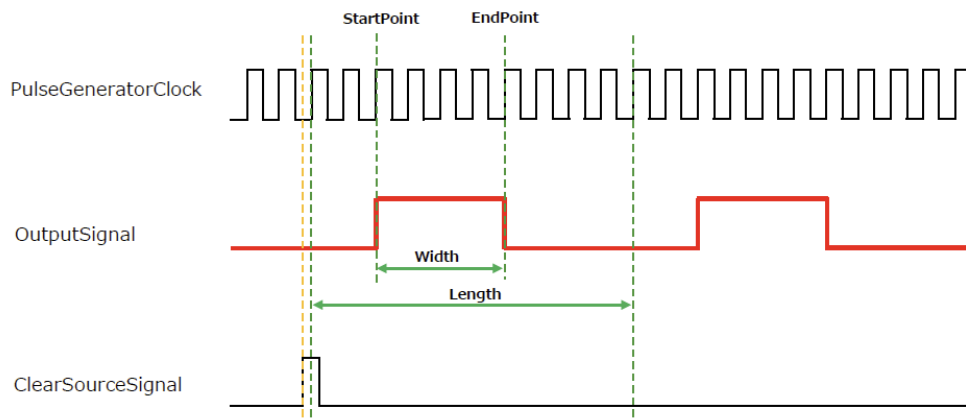 StartPoint
EndPoint
PulseGeneratorClock
OutputSignal
Width
Length
ClearSourceSignal